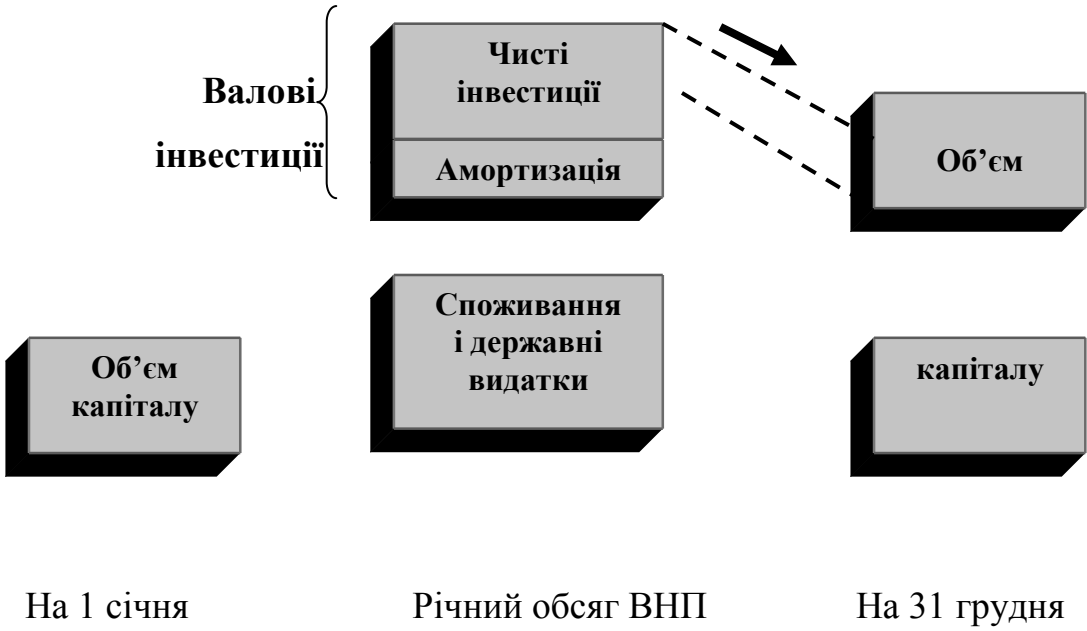 Валові
інвестиції
Чисті
інвестиції
Амортизація
Об’єм
Споживання
і державні
видатки
Об’єм
капіталу
капіталу
На 1 січня
Річний обсяг ВНП
На 31 грудня